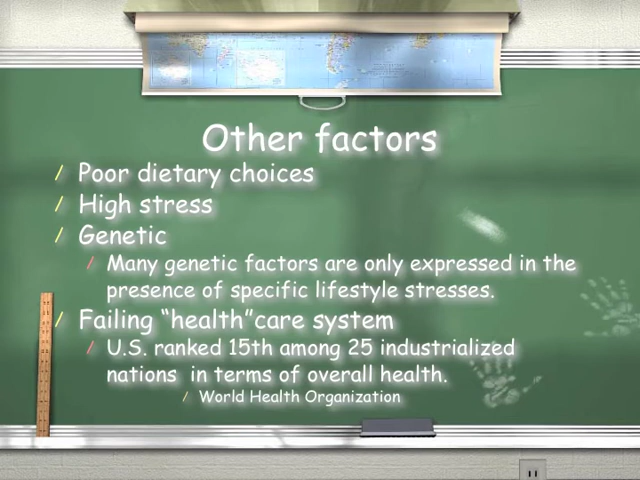 Other factors
Poor dietary choices
High stress
Genetic
Many genetic factors are only expressed in the
presence of specific lifestyle stresses.
Failing “health”care system
U.S. ranked 15th among 25 industrialized
nations in terms of overall health.
World Health Organization